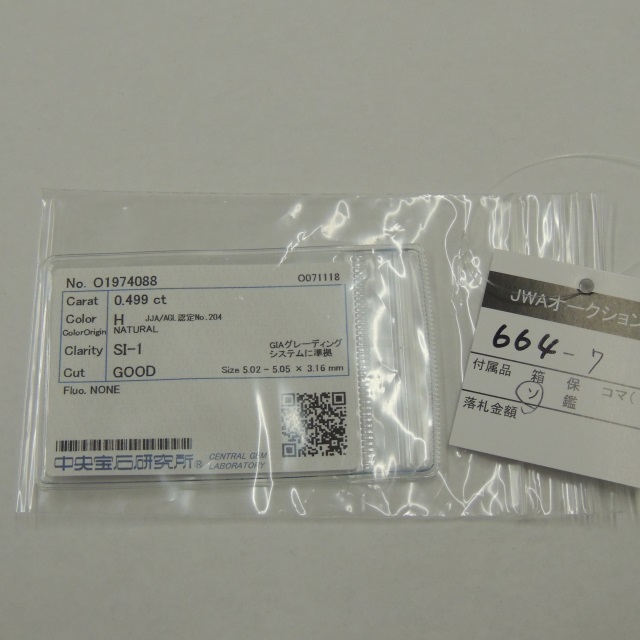 No. O1974088 O071118
Carat 0.499 ct
Color H JJA/AGL認定No.204
ColorOrigin NATURAL
Clarity SI-1 GIAグレーディング
システムに準拠
Cut GOOD Size 5.02 - 5.05 × 3.16 mm
Fluo. NONE
中央宝石研究所® CENTRAL GEM
LABORATORY
JWAオークション
664-7
付属品 箱 保 コマ(
ソ 鑑
落札金額